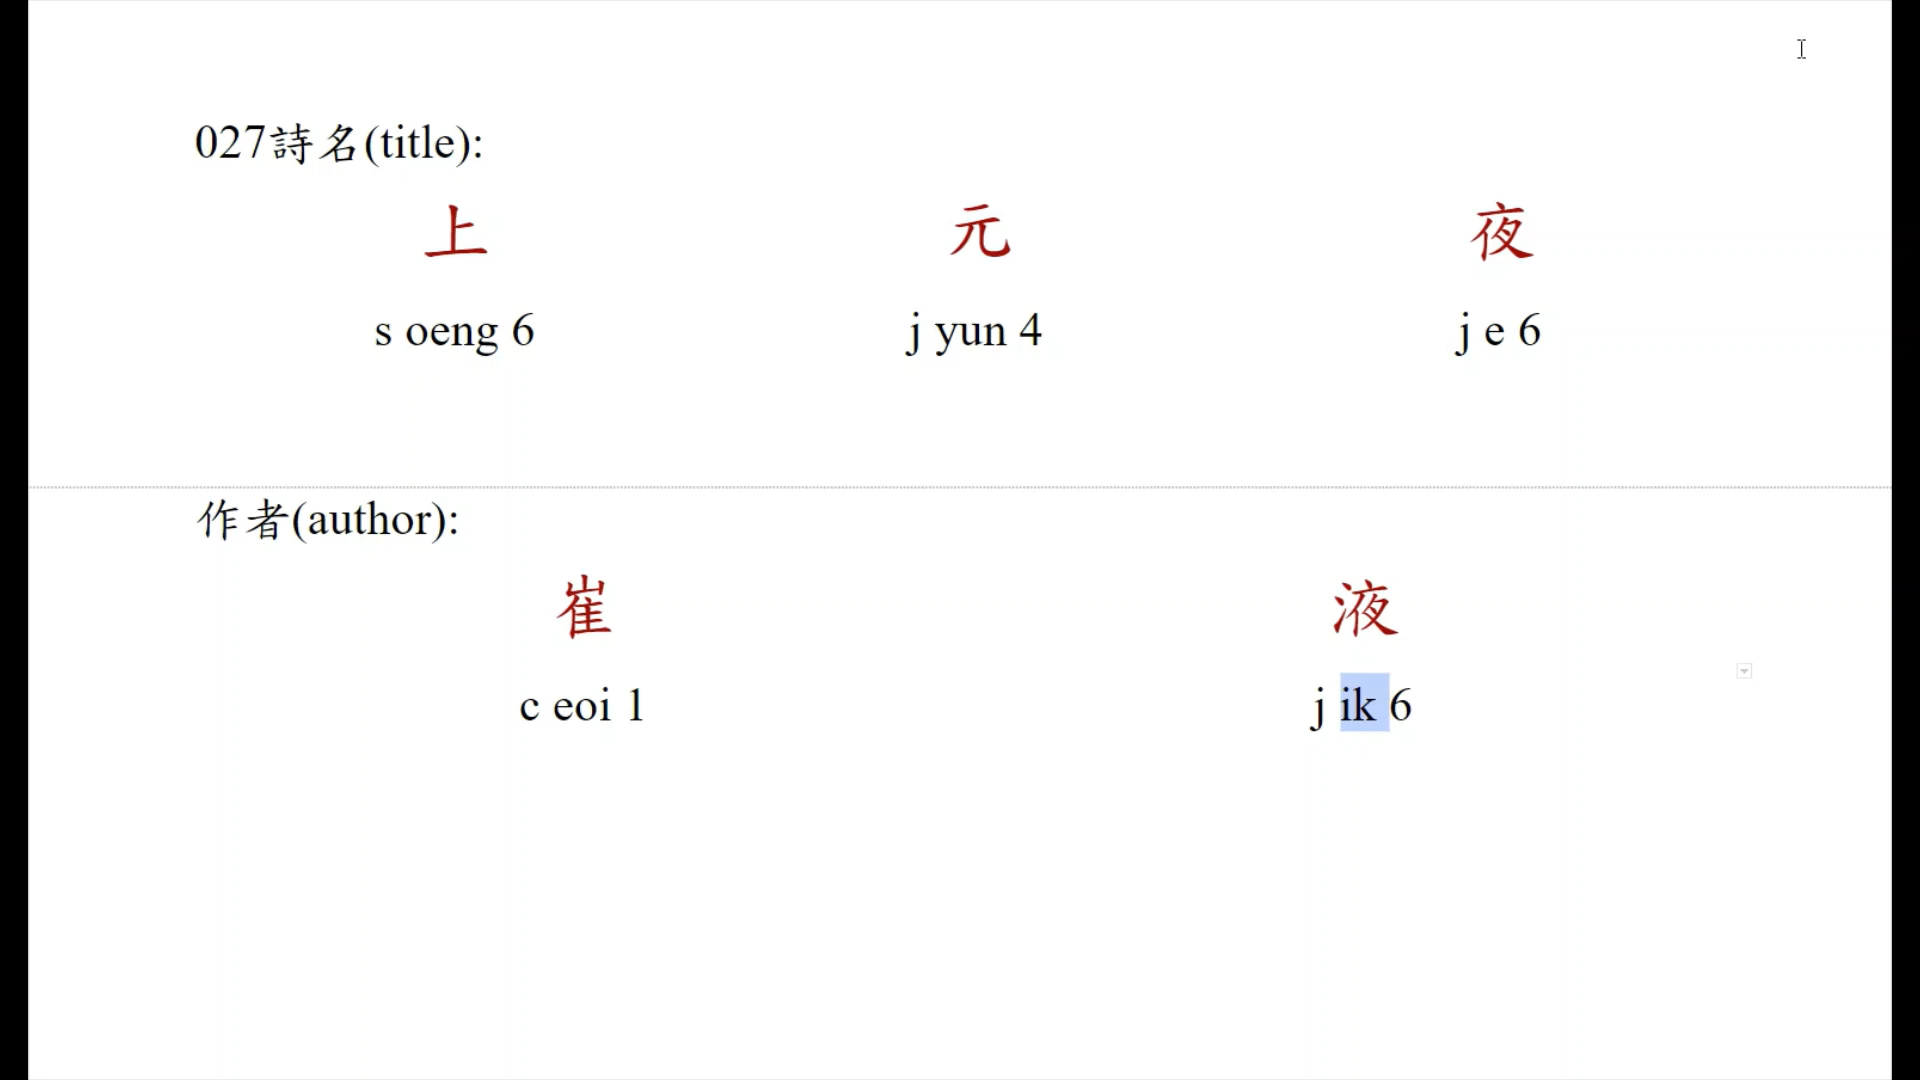 027詩名(title):
上 元 夜
s oeng 6 j yun 4 j e 6
作者(author):
崔 液
c eoi 1 j ik 6